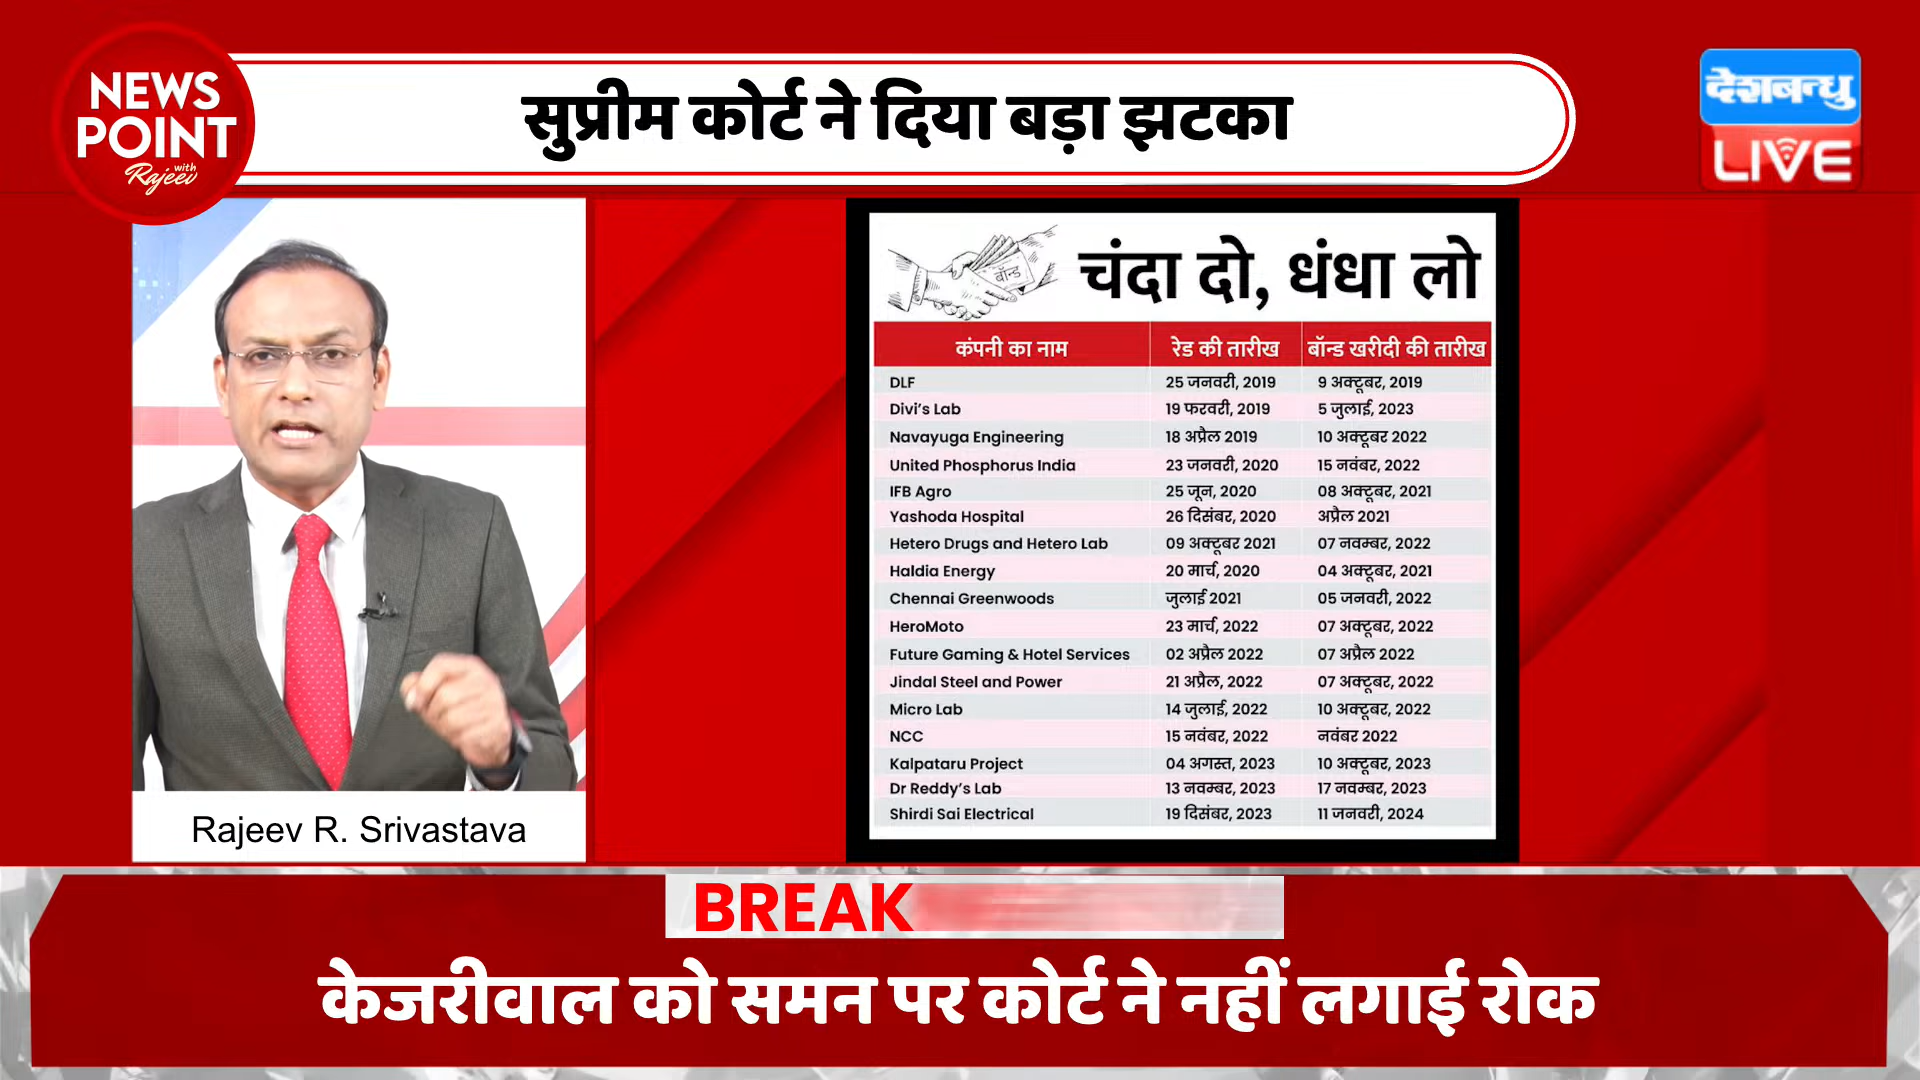 NEWS
POINT
with
Rajeev
सुप्रीम कोर्ट ने दिया बड़ा झटका
देशबन्धु
LIVE
बॉन्ड
चंदा दो, धंधा लो
कंपनी का नाम रेड की तारीख बॉन्ड खरीदी की तारीख
DLF 25 जनवरी, 2019 9 अक्टूबर, 2019
Divi's Lab 19 फरवरी, 2019 5 जुलाई, 2023
Navayuga Engineering 18 अप्रैल 2019 10 अक्टूबर 2022
United Phosphorus India 23 जनवरी, 2020 15 नवंबर, 2022
IFB Agro 25 जून, 2020 08 अक्टूबर, 2021
Yashoda Hospital 26 दिसंबर, 2020 अप्रैल 2021
Hetero Drugs and Hetero Lab 09 अक्टूबर 2021 07 नवम्बर, 2022
Haldia Energy 20 मार्च, 2020 04 अक्टूबर, 2021
Chennai Greenwoods जुलाई 2021 05 जनवरी, 2022
HeroMoto 23 मार्च, 2022 07 अक्टूबर, 2022
Future Gaming & Hotel Services 02 अप्रैल 2022 07 अप्रैल 2022
Jindal Steel and Power 21 अप्रैल, 2022 07 अक्टूबर, 2022
Micro Lab 14 जुलाई, 2022 10 अक्टूबर, 2022
NCC 15 नवंबर, 2022 नवंबर 2022
Kalpataru Project 04 अगस्त, 2023 10 अक्टूबर, 2023
Dr Reddy's Lab 13 नवम्बर, 2023 17 नवम्बर, 2023
Shirdi Sai Electrical 19 दिसंबर, 2023 11 जनवरी, 2024
Rajeev R. Srivastava
BREAK
केजरीवाल को समन पर कोर्ट ने नहीं लगाई रोक